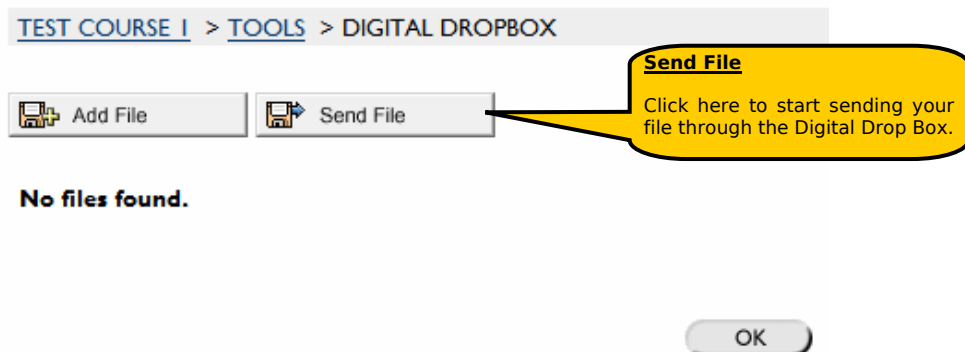 TEST COURSE 1 > TOOLS > DIGITAL DROPBOX
Send File
Click here to start sending your
file through the Digital Drop Box.
Add File
Send File
No files found.
OK